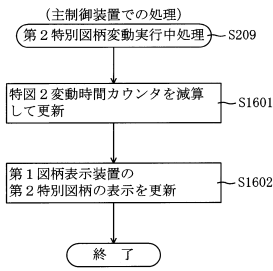 （主制御装置での処理）
第２特別図柄変動実行中処理
S209
特図２変動時間カウンタを減算
して更新
S1601
第１図柄表示装置の
第２特別図柄の表示を更新
S1602
終　了